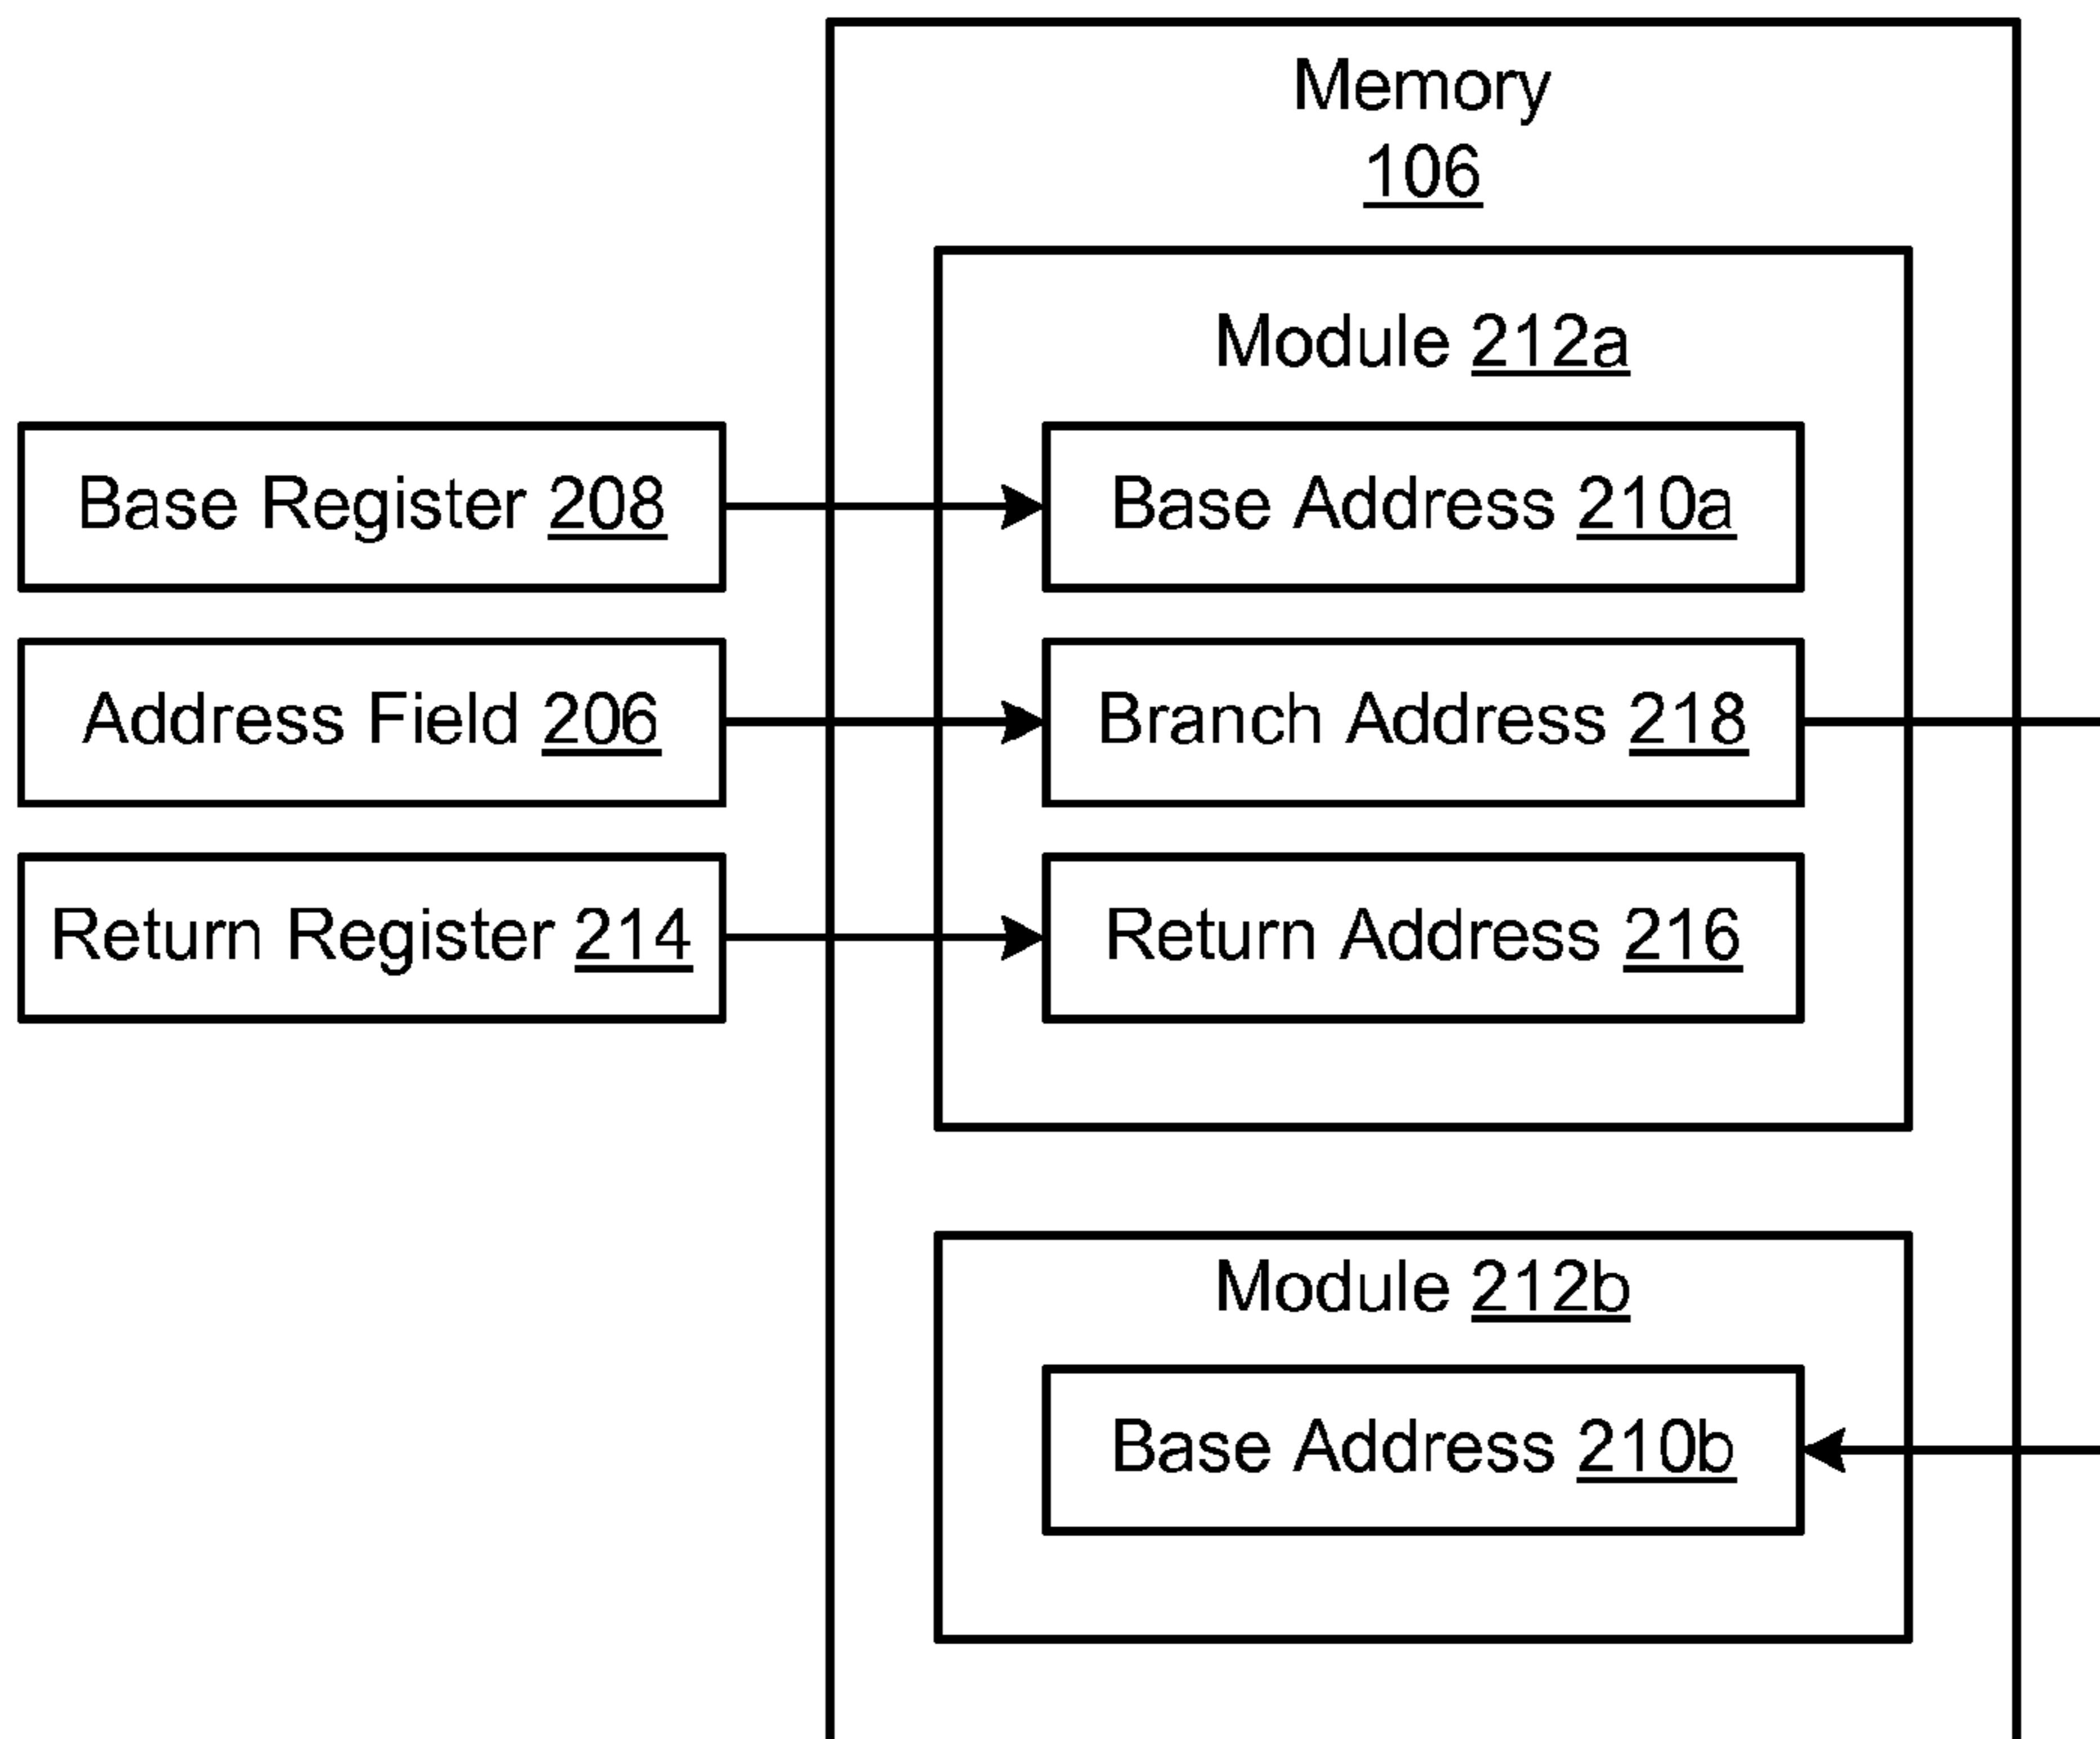 Memory
106
Module 212a
Base Register 208
Base Address 210a
Address Field 206
Branch Address 218
Return Register 214
Return Address 216
Module 212b
Base Address 210b